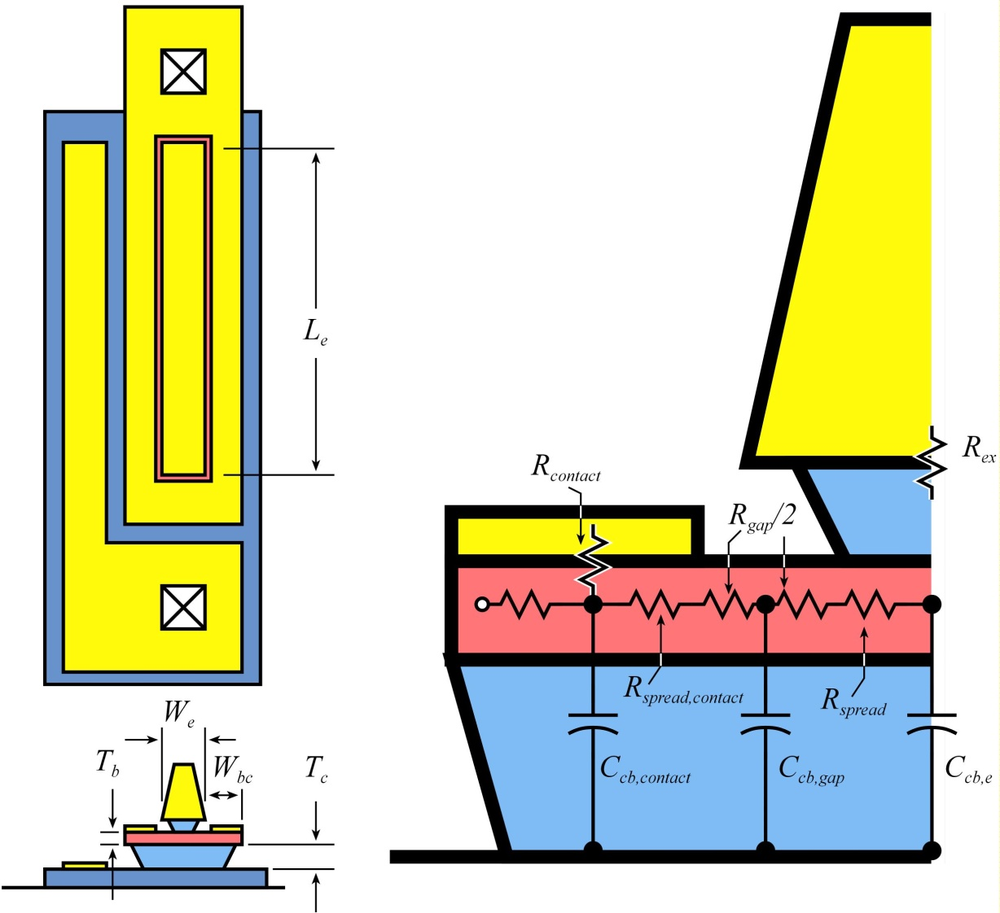 L_e
W_e
T_b
W_bc
T_c
R_ex
R_contact
R_gap/2
R_spread,contact
R_spread
C_cb,contact
C_cb,gap
C_cb,e